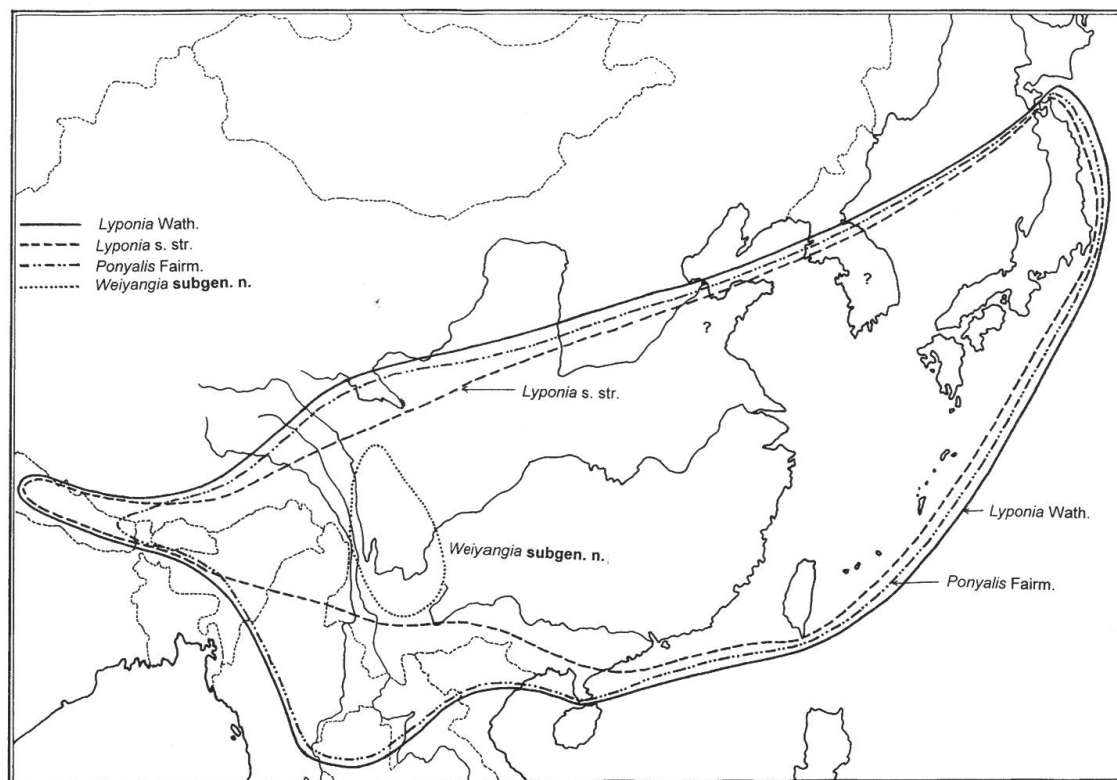 Lyponia Wath.
Lyponia s. str.
Ponyalis Fairm.
Weiyangia subgen. n.
?
?
&
Lyponia s. str.
Lyponia Wath.
Weiyangia subgen. n.
Ponyalis Fairm.